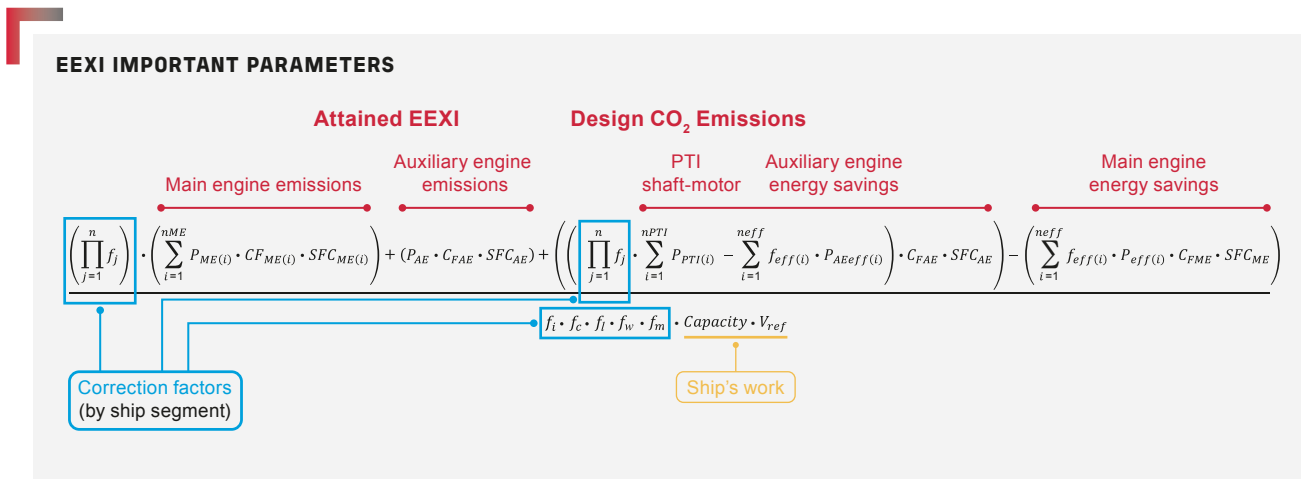 EEXI IMPORTANT PARAMETERS
Attained EEXI Design CO₂ Emissions
Main engine emissions Auxiliary engine emissions PTI shaft-motor Auxiliary engine energy savings Main engine energy savings
(∏_{j=1}^{n} f_j) · (∑_{i=1}^{nME} P_{ME(i)} · CF_{ME(i)} · SFC_{ME(i)}) + (P_{AE} · C_{FAE} · SFC_{AE}) + ((( ∏_{j=1}^{n} f_j · ∑_{i=1}^{nPTI} P_{PTI(i)} − ∑_{i=1}^{neff} f_{eff(i)} · P_{AEeff(i)}) · C_{FAE} · SFC_{AE}) − (∑_{i=1}^{neff} f_{eff(i)} · P_{eff(i)} · C_{FME} · SFC_{ME})
f_i · f_c · f_l · f_w · f_m · Capacity · V_{ref}
Correction factors
(by ship segment)
Ship's work